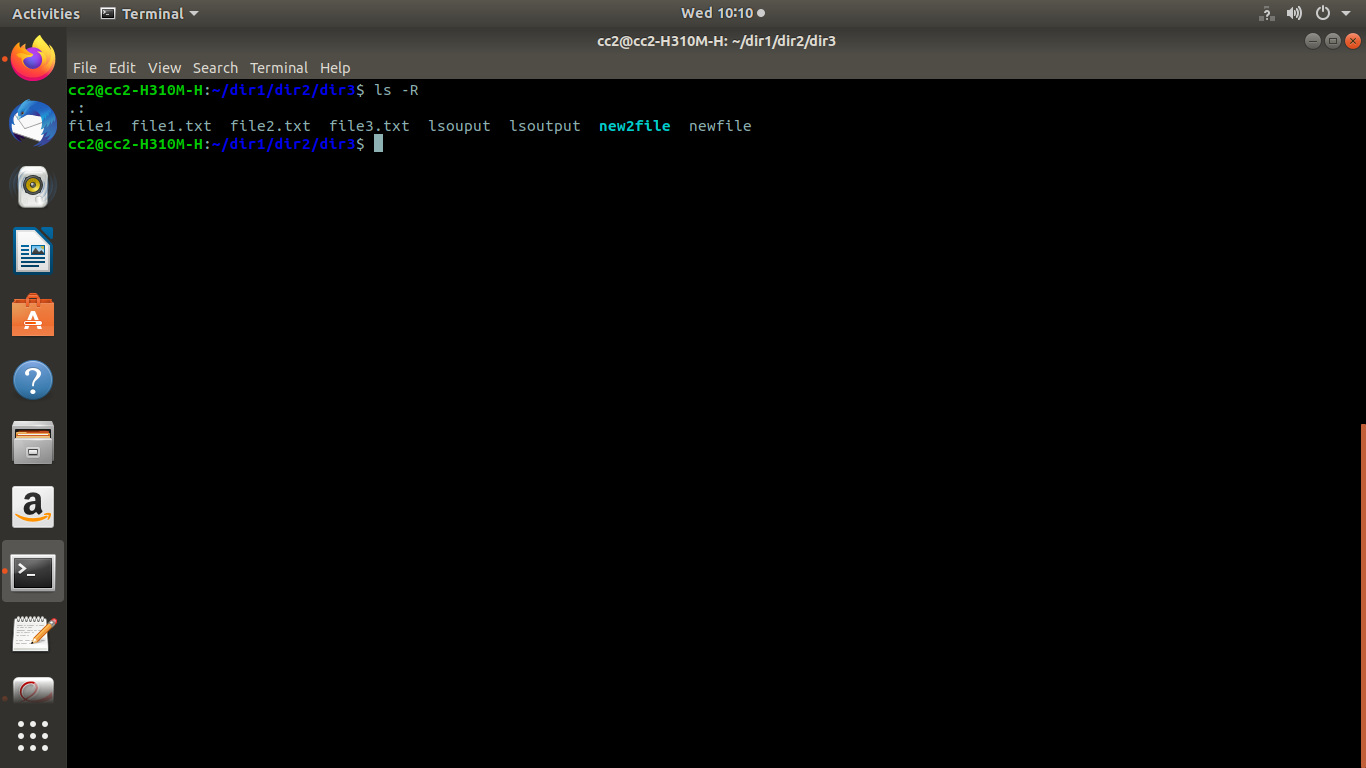 Activities Terminal Wed 10:10
cc2@cc2-H310M-H: ~/dir1/dir2/dir3
File Edit View Search Terminal Help
cc2@cc2-H310M-H:~/dir1/dir2/dir3$ ls -R
.:
file1 file1.txt file2.txt file3.txt lsouput lsoutput new2file newfile
cc2@cc2-H310M-H:~/dir1/dir2/dir3$